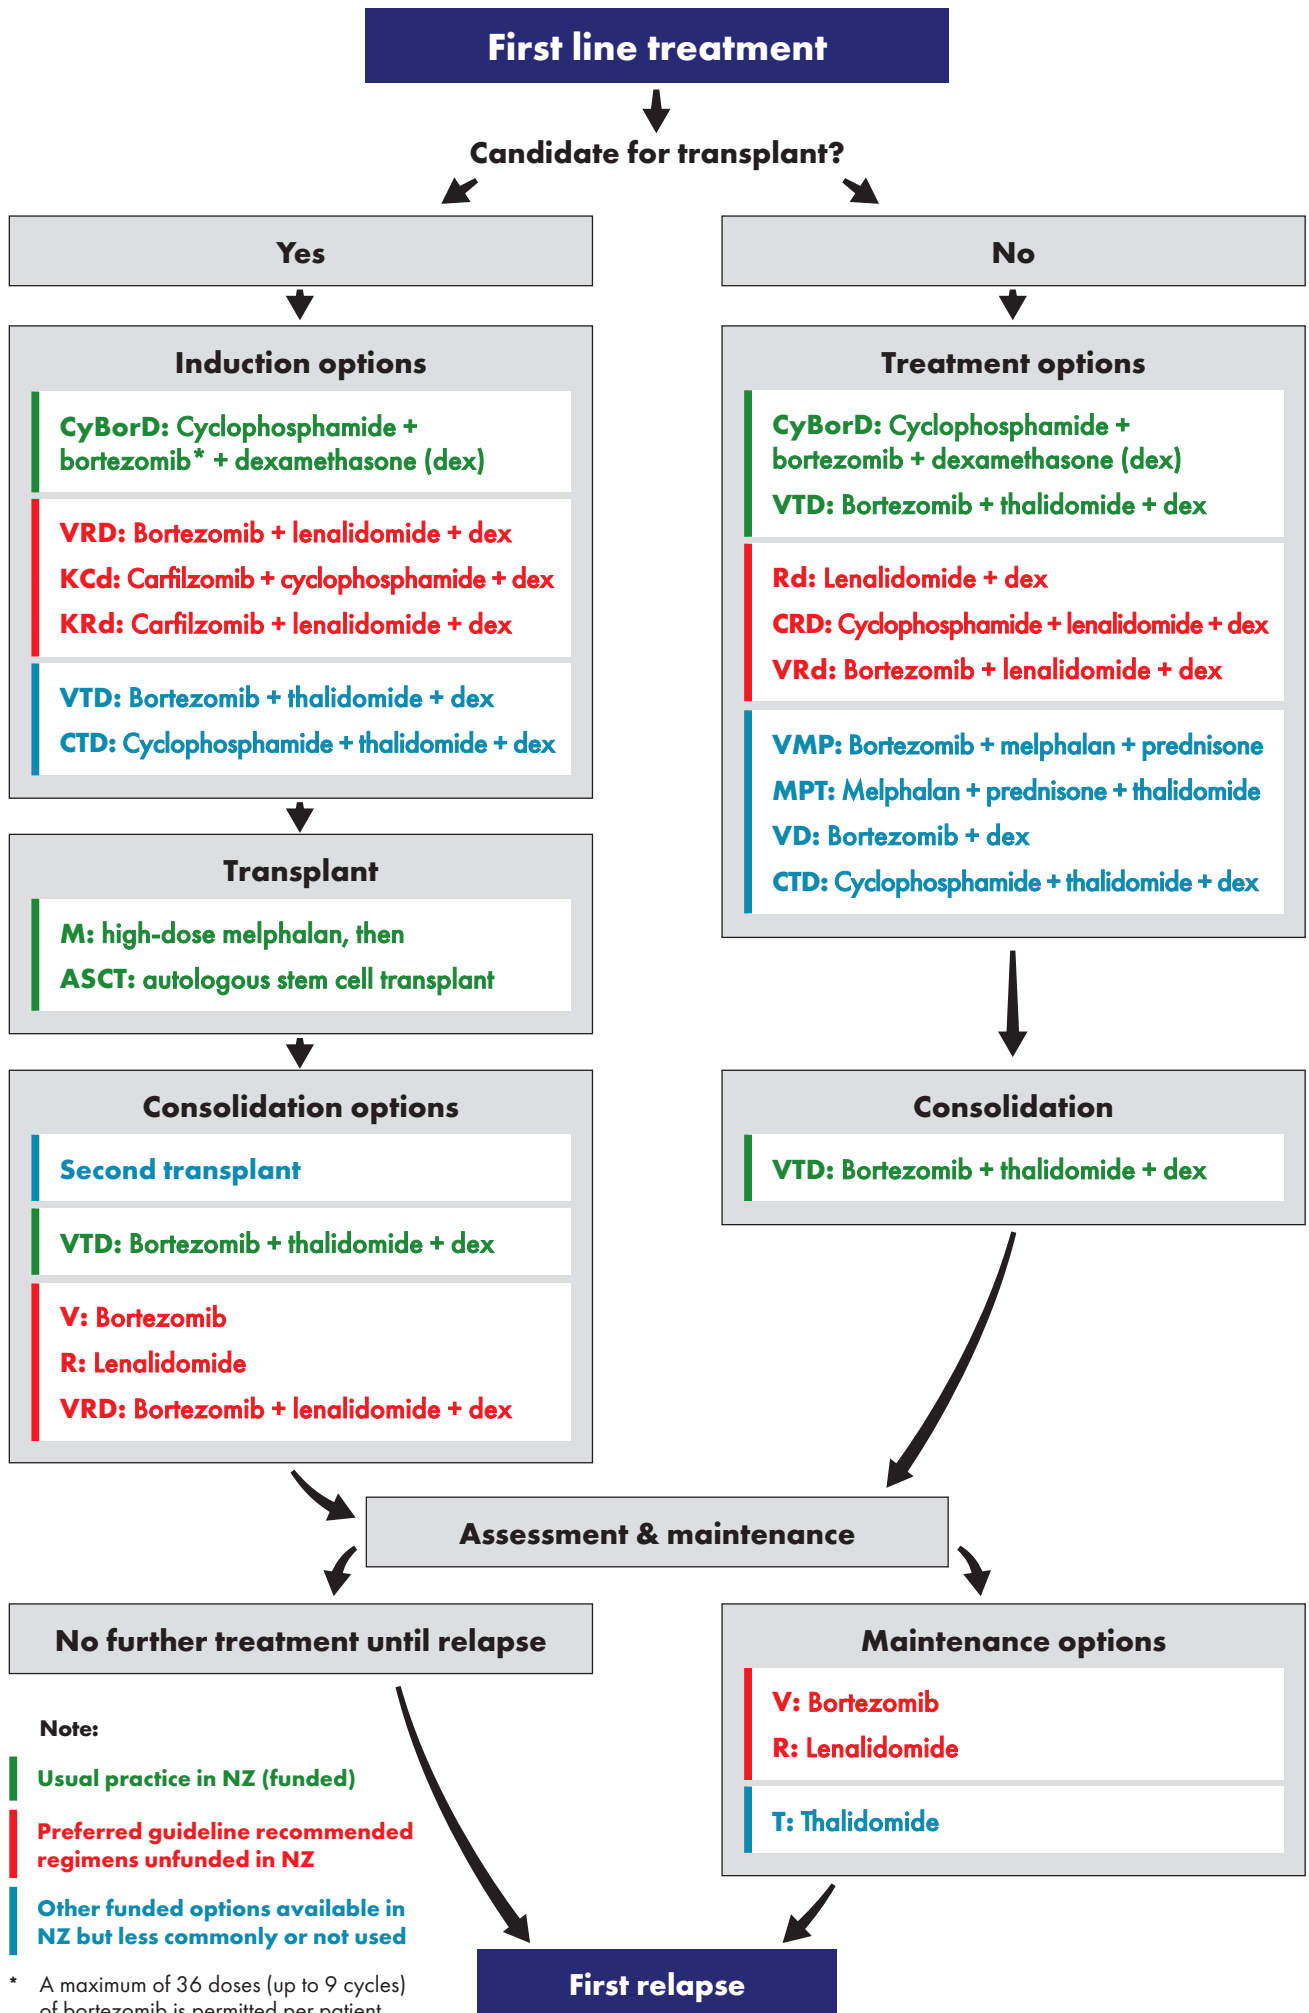 First line treatment
Candidate for transplant?
Yes
Induction options
CyBorD: Cyclophosphamide +
bortezomib* + dexamethasone (dex)
VRD: Bortezomib + lenalidomide + dex
KCd: Carfilzomib + cyclophosphamide + dex
KRd: Carfilzomib + lenalidomide + dex
VTD: Bortezomib + thalidomide + dex
CTD: Cyclophosphamide + thalidomide + dex
Transplant
M: high-dose melphalan, then
ASCT: autologous stem cell transplant
Consolidation options
Second transplant
VTD: Bortezomib + thalidomide + dex
V: Bortezomib
R: Lenalidomide
VRD: Bortezomib + lenalidomide + dex
No
Treatment options
CyBorD: Cyclophosphamide +
bortezomib + dexamethasone (dex)
VTD: Bortezomib + thalidomide + dex
Rd: Lenalidomide + dex
CRD: Cyclophosphamide + lenalidomide + dex
VRd: Bortezomib + lenalidomide + dex
VMP: Bortezomib + melphalan + prednisone
MPT: Melphalan + prednisone + thalidomide
VD: Bortezomib + dex
CTD: Cyclophosphamide + thalidomide + dex
Consolidation
VTD: Bortezomib + thalidomide + dex
Assessment & maintenance
No further treatment until relapse
Maintenance options
V: Bortezomib
R: Lenalidomide
T: Thalidomide
Note:
Usual practice in NZ (funded)
Preferred guideline recommended
regimens unfunded in NZ
Other funded options available in
NZ but less commonly or not used
* A maximum of 36 doses (up to 9 cycles)
of bortezomib is permitted per patient
First relapse